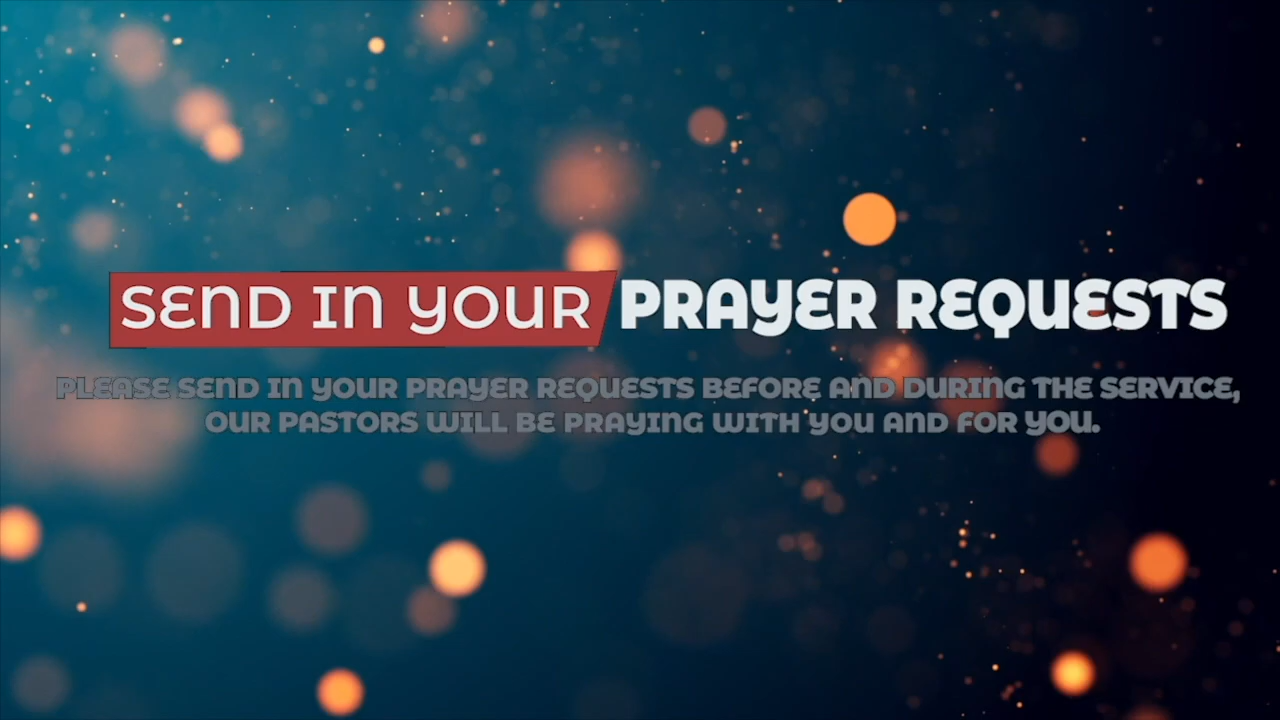 SEND IN YOUR PRAYER REQUESTS
PLEASE SEND IN YOUR PRAYER REQUESTS BEFORE AND DURING THE SERVICE,
OUR PASTORS WILL BE PRAYING WITH YOU AND FOR YOU.